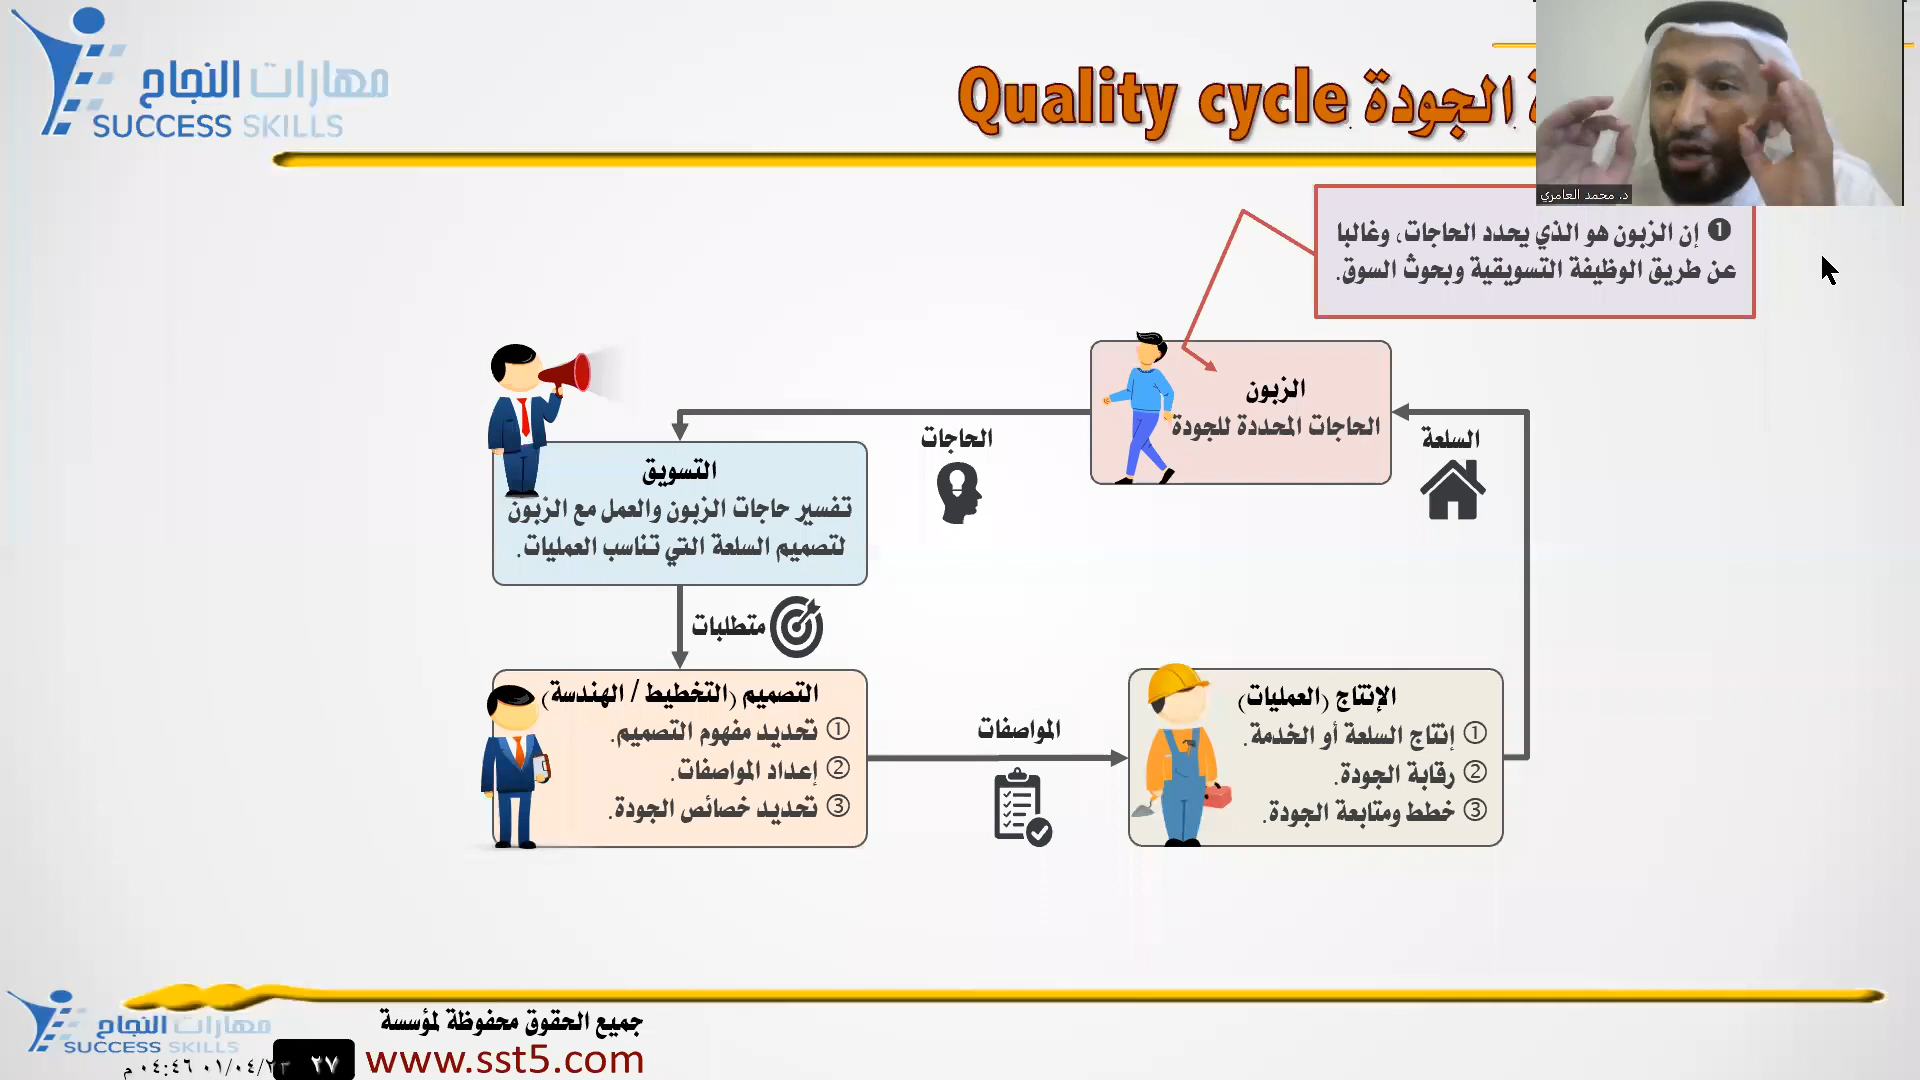 مهارات النجاح
SUCCESS SKILLS
الجودة Quality cycle
د. محمد العامري
❶ إن الزبون هو الذي يحدد الحاجات، وغالبا
عن طريق الوظيفة التسويقية وبحوث السوق.
الزبون
الحاجات المحددة للجودة
السلعة
الحاجات
التسويق
تفسير حاجات الزبون والعمل مع الزبون
لتصميم السلعة التي تناسب العمليات.
متطلبات
التصميم (التخطيط / الهندسة)
① تحديد مفهوم التصميم.
② إعداد المواصفات.
③ تحديد خصائص الجودة.
المواصفات
الإنتاج (العمليات)
① إنتاج السلعة أو الخدمة.
② رقابة الجودة.
③ خطط ومتابعة الجودة.
جميع الحقوق محفوظة لمؤسسة
www.sst5.com
مهارات النجاح
SUCCESS SKILLS
٢٧
٠٤:٤٦ م